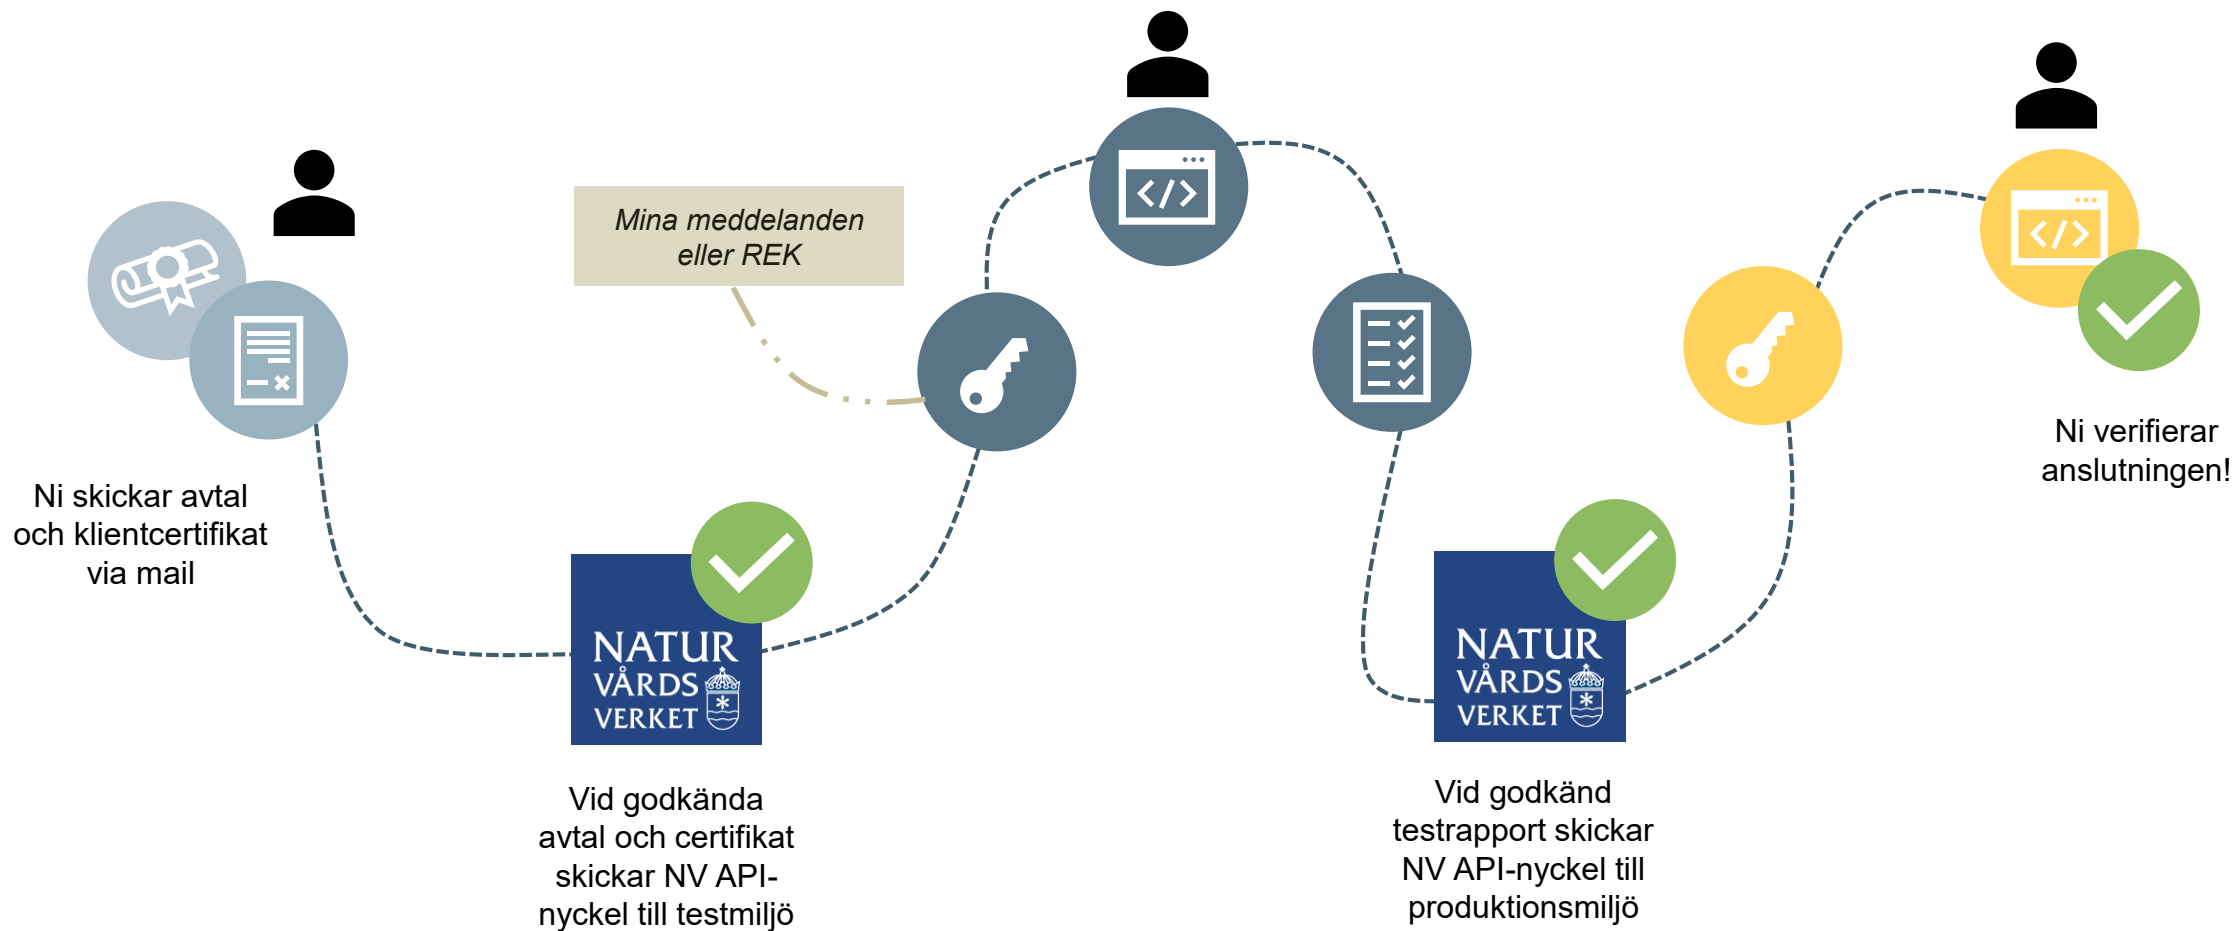 Mina meddelanden
eller REK
Ni skickar avtal
och klientcertifikat
via mail
NATUR
VÅRDS
VERKET
Vid godkända
avtal och certifikat
skickar NV API-
nyckel till testmiljö
NATUR
VÅRDS
VERKET
Vid godkänd
testrapport skickar
NV API-nyckel till
produktionsmiljö
Ni verifierar
anslutningen!